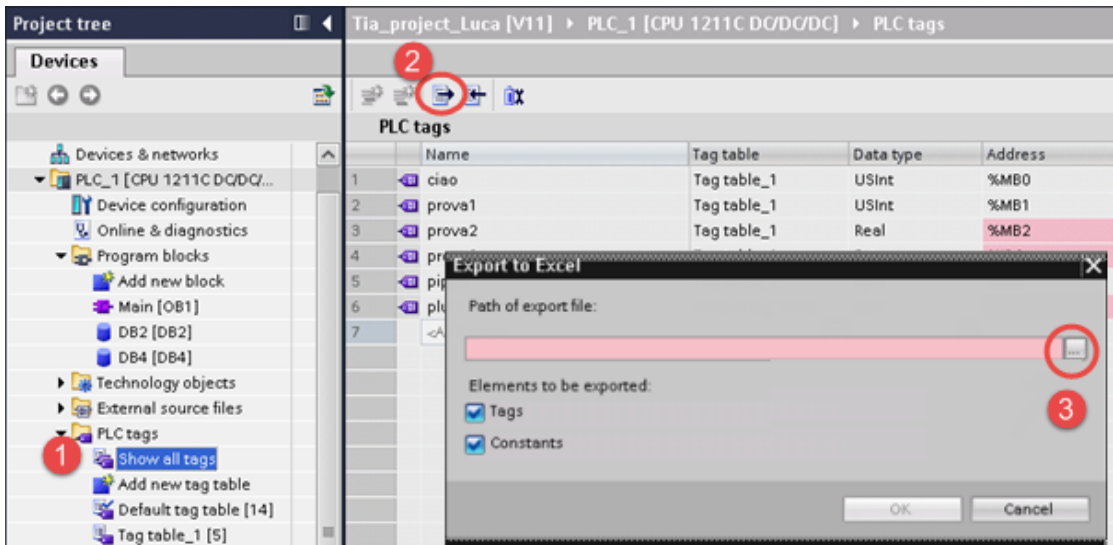 Project tree
Devices
Devices & networks
PLC_1 [CPU 1211C DC/DC/...
Device configuration
Online & diagnostics
Program blocks
Add new block
Main [OB1]
DB2 [DB2]
DB4 [DB4]
Technology objects
External source files
PLC tags
1
Show all tags
Add new tag table
Default tag table [14]
Tag table_1 [5]
Tia_project_Luca [V11] PLC_1 [CPU 1211C DC/DC/DC] PLC tags
2
PLC tags
Name Tag table Data type Address
1 ciao Tag table_1 USInt %MB0
2 prova1 Tag table_1 USInt %MB1
3 prova2 Tag table_1 Real %MB2
4
5
6
7
Export to Excel
Path of export file:
...
3
Elements to be exported:
Tags
Constants
OK Cancel